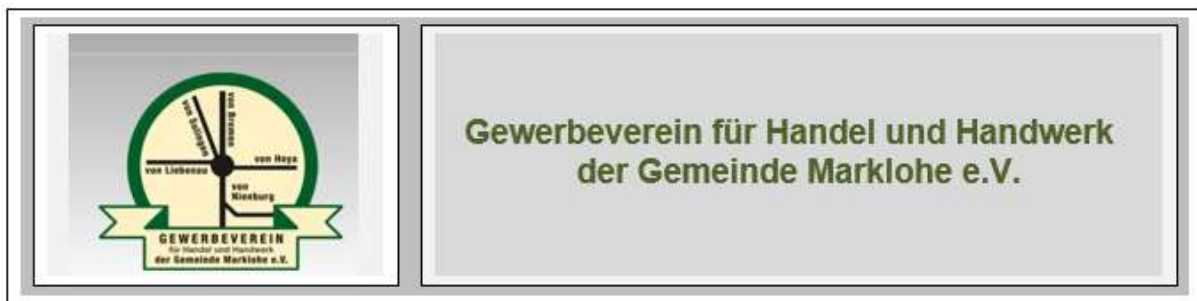 von Sulingen
von Bremen
von Liebenau
von Hoya
von
Nienburg
GEWERBEVEREIN
für Handel und Handwerk
der Gemeinde Marklohe e.V.
Gewerbeverein für Handel und Handwerk
der Gemeinde Marklohe e.V.